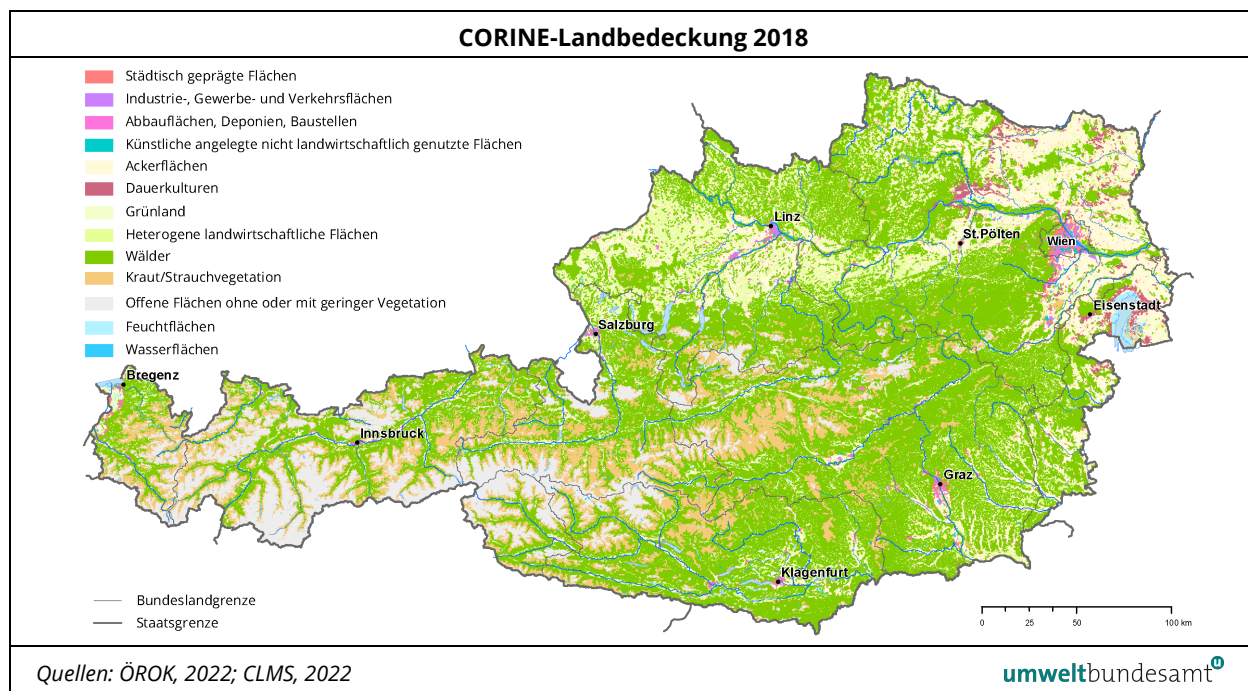 CORINE-Landbedeckung 2018
Städtisch geprägte Flächen
Industrie-, Gewerbe- und Verkehrsflächen
Abbauflächen, Deponien, Baustellen
Künstliche angelegte nicht landwirtschaftlich genutzte Flächen
Ackerflächen
Dauerkulturen
Grünland
Heterogene landwirtschaftliche Flächen
Wälder
Kraut/Strauchvegetation
Offene Flächen ohne oder mit geringer Vegetation
Feuchtflächen
Wasserflächen
Linz
St.Pölten
Wien
Eisenstadt
Salzburg
Bregenz
Innsbruck
Graz
Klagenfurt
Bundeslandgrenze
Staatsgrenze
0 25 50 100 km
Quellen: ÖROK, 2022; CLMS, 2022
umweltbundesamt u